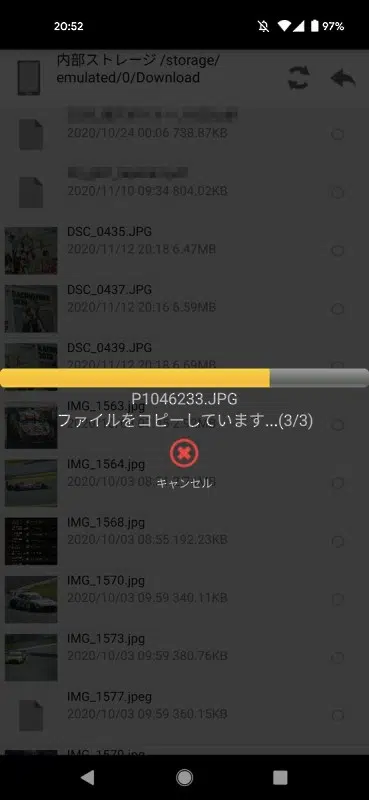 20:52
97%
内部ストレージ /storage/
emulated/0/Download
2020/10/24 00:06 738.87KB
2020/11/10 09:34 804.02KB
DSC_0435.JPG
2020/11/12 20:18 6.47MB
DSC_0437.JPG
2020/11/12 20:16 6.59MB
DSC_0439.JPG
2020/11/12 20:18 6.69MB
P1046233.JPG
IMG_1563.jpg
ファイルをコピーしています...(3/3)
IMG_1564.jpg
キャンセル
IMG_1568.jpg
2020/10/03 08:55 192.23KB
IMG_1570.jpg
2020/10/03 09:59 340.11KB
IMG_1573.jpg
2020/10/03 09:59 380.76KB
IMG_1577.jpeg
2020/10/03 09:59 360.15KB
IMG_1579.jpg